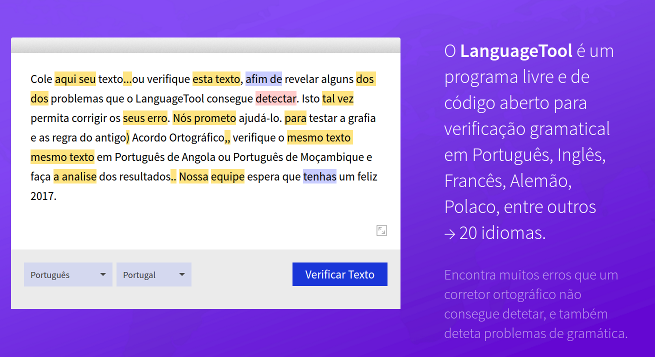 Cole aqui seu texto...ou verifique esta texto, afim de revelar alguns dos
dos problemas que o LanguageTool consegue detectar. Isto tal vez
permita corrigir os seus erro. Nós prometo ajudá-lo. para testar a grafia
e as regra do antigo) Acordo Ortográfico,, verifique o mesmo texto
mesmo texto em Português de Angola ou Português de Moçambique e
faça a analise dos resultados.. Nossa equipe espera que tenhas um feliz
2017.
Português
Portugal
Verificar Texto
O LanguageTool é um
programa livre e de
código aberto para
verificação gramatical
em Português, Inglês,
Francês, Alemão,
Polaco, entre outros
→ 20 idiomas.
Encontra muitos erros que um
corretor ortográfico não
consegue detetar, e também
deteta problemas de gramática.